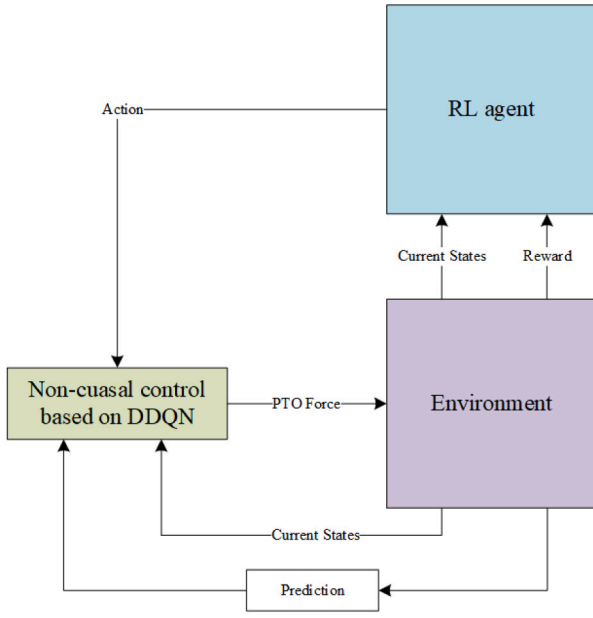 RL agent
Action
Current States
Reward
Non-cuasal control
based on DDQN
PTO Force
Environment
Current States
Prediction